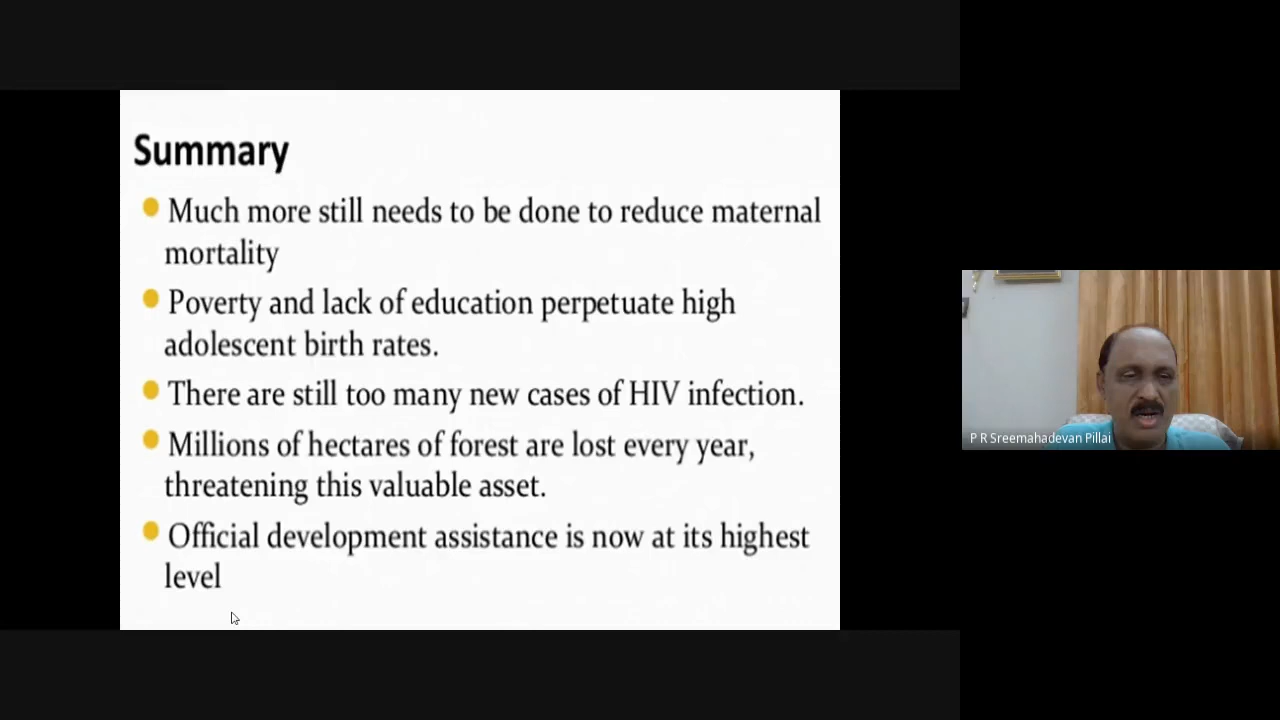 Summary
Much more still needs to be done to reduce maternal
mortality
Poverty and lack of education perpetuate high
adolescent birth rates.
There are still too many new cases of HIV infection.
Millions of hectares of forest are lost every year,
threatening this valuable asset.
Official development assistance is now at its highest
level
P R Sreemahadevan Pillai